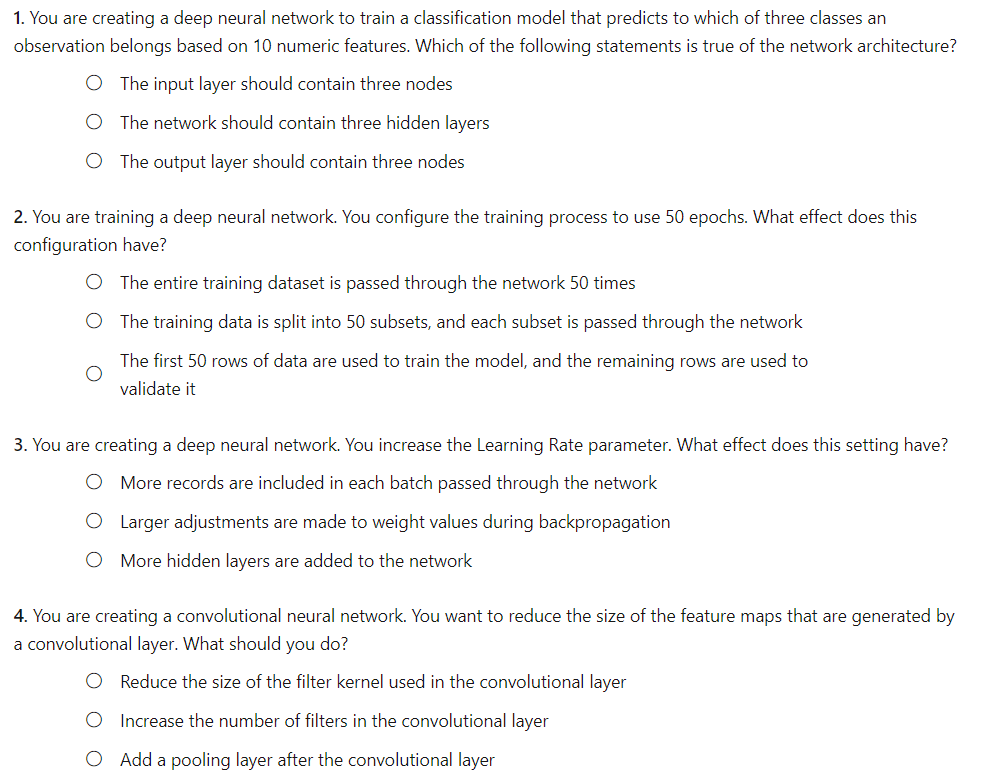 1. You are creating a deep neural network to train a classification model that predicts to which of three classes an
observation belongs based on 10 numeric features. Which of the following statements is true of the network architecture?
The input layer should contain three nodes
The network should contain three hidden layers
The output layer should contain three nodes
2. You are training a deep neural network. You configure the training process to use 50 epochs. What effect does this
configuration have?
The entire training dataset is passed through the network 50 times
The training data is split into 50 subsets, and each subset is passed through the network
The first 50 rows of data are used to train the model, and the remaining rows are used to
validate it
3. You are creating a deep neural network. You increase the Learning Rate parameter. What effect does this setting have?
More records are included in each batch passed through the network
Larger adjustments are made to weight values during backpropagation
More hidden layers are added to the network
4. You are creating a convolutional neural network. You want to reduce the size of the feature maps that are generated by
a convolutional layer. What should you do?
Reduce the size of the filter kernel used in the convolutional layer
Increase the number of filters in the convolutional layer
Add a pooling layer after the convolutional layer